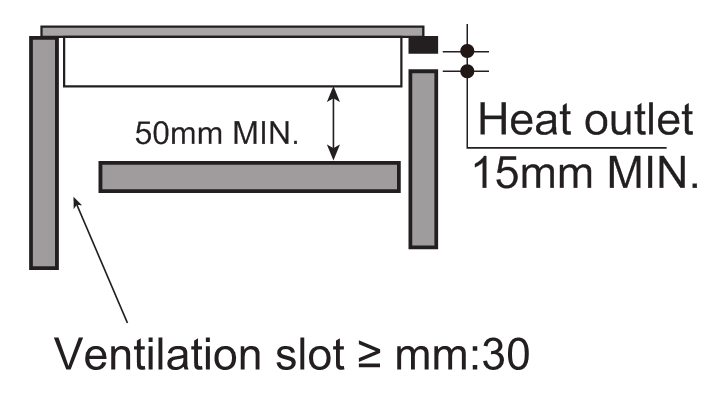 50mm MIN.
Heat outlet
15mm MIN.
Ventilation slot ≥ mm:30